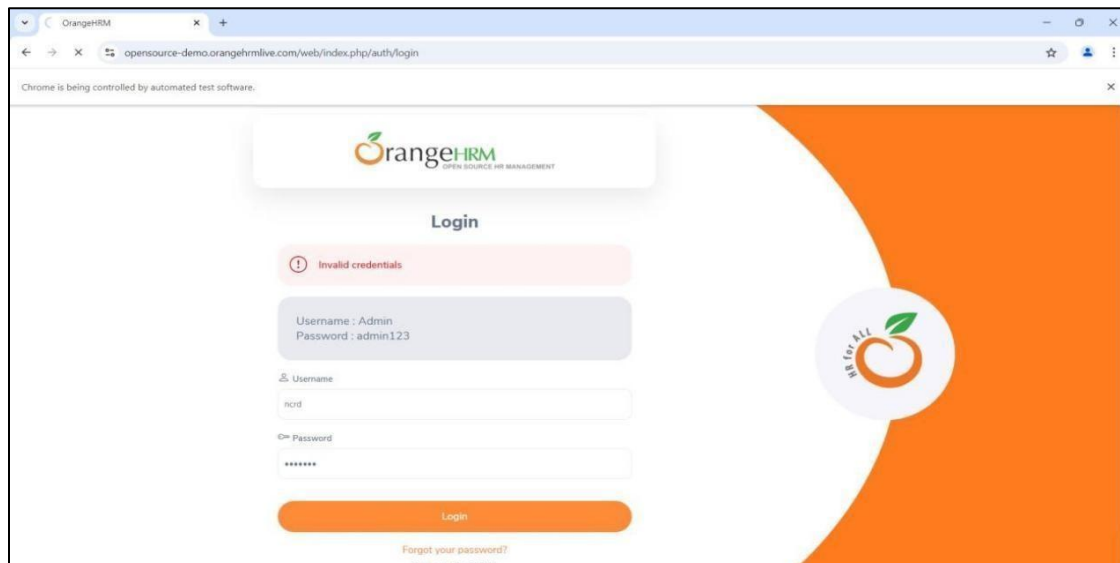 OrangeHRM
opensource-demo.orangehrmlive.com/web/index.php/auth/login
Chrome is being controlled by automated test software.
OrangeHRM
OPEN SOURCE HR MANAGEMENT
Login
Invalid credentials
Username : Admin
Password : admin123
Username
ncrd
Password
•••••••
Login
Forgot your password?
HR for ALL